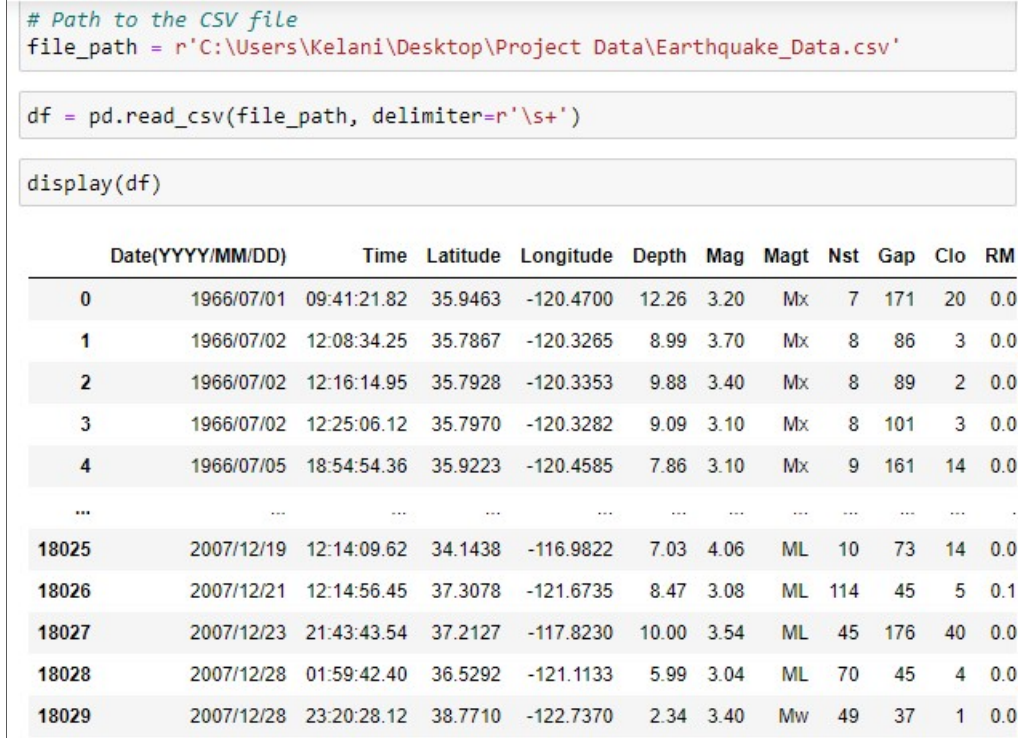 # Path to the CSV file
file_path = r'C:\Users\Kelani\Desktop\Project Data\Earthquake_Data.csv'
df = pd.read_csv(file_path, delimiter=r'\s+')
display(df)
Date(YYYY/MM/DD) Time Latitude Longitude Depth Mag Magt Nst Gap Clo RM
0 1966/07/01 09:41:21.82 35.9463 -120.4700 12.26 3.20 Mx 7 171 20 0.0
1 1966/07/02 12:08:34.25 35.7867 -120.3265 8.99 3.70 Mx 8 86 3 0.0
2 1966/07/02 12:16:14.95 35.7928 -120.3353 9.88 3.40 Mx 8 89 2 0.0
3 1966/07/02 12:25:06.12 35.7970 -120.3282 9.09 3.10 Mx 8 101 3 0.0
4 1966/07/05 18:54:54.36 35.9223 -120.4585 7.86 3.10 Mx 9 161 14 0.0
... ... ... ... ... ... ... ... ... ... ... .
18025 2007/12/19 12:14:09.62 34.1438 -116.9822 7.03 4.06 ML 10 73 14 0.0
18026 2007/12/21 12:14:56.45 37.3078 -121.6735 8.47 3.08 ML 114 45 5 0.1
18027 2007/12/23 21:43:43.54 37.2127 -117.8230 10.00 3.54 ML 45 176 40 0.0
18028 2007/12/28 01:59:42.40 36.5292 -121.1133 5.99 3.04 ML 70 45 4 0.0
18029 2007/12/28 23:20:28.12 38.7710 -122.7370 2.34 3.40 Mw 49 37 1 0.0